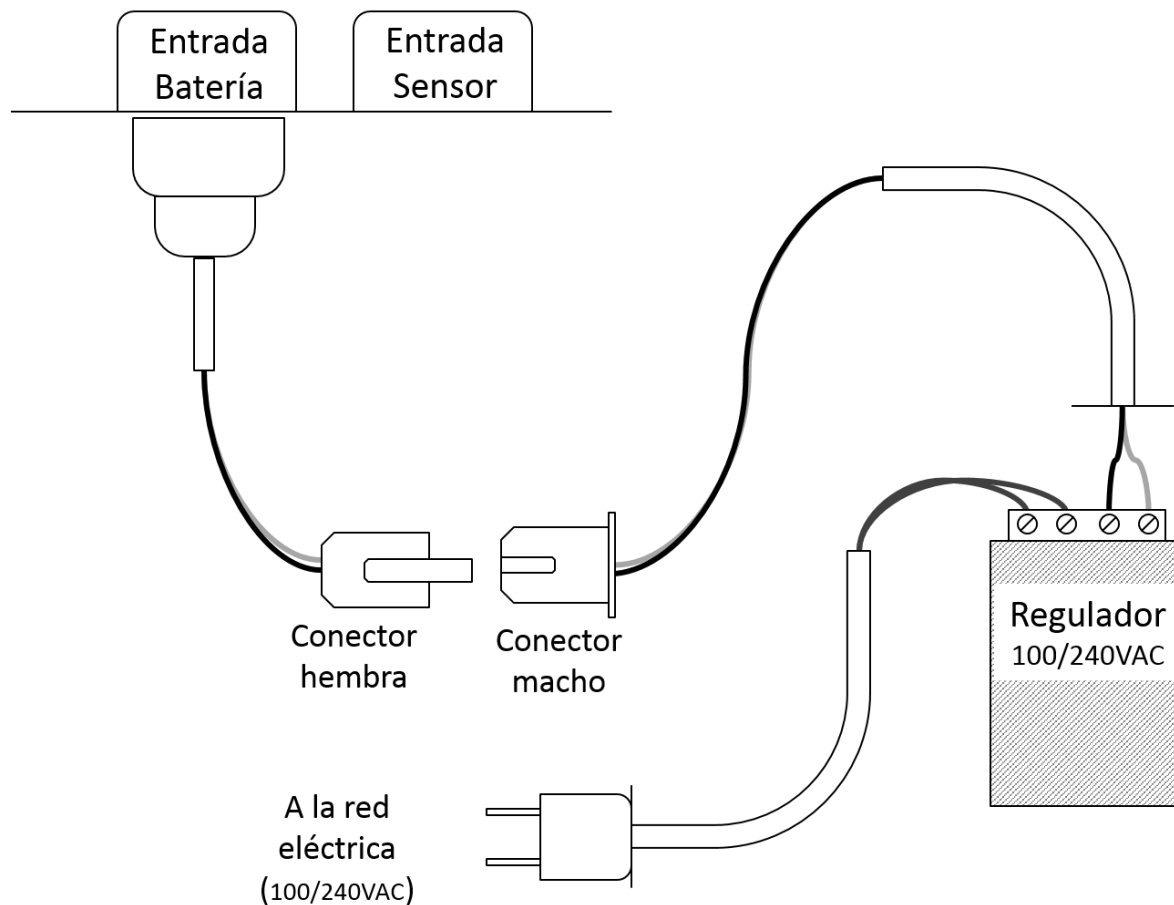 Entrada
Batería
Entrada
Sensor
Conector
hembra
Conector
macho
Regulador
100/240VAC
A la red
eléctrica
(100/240VAC)